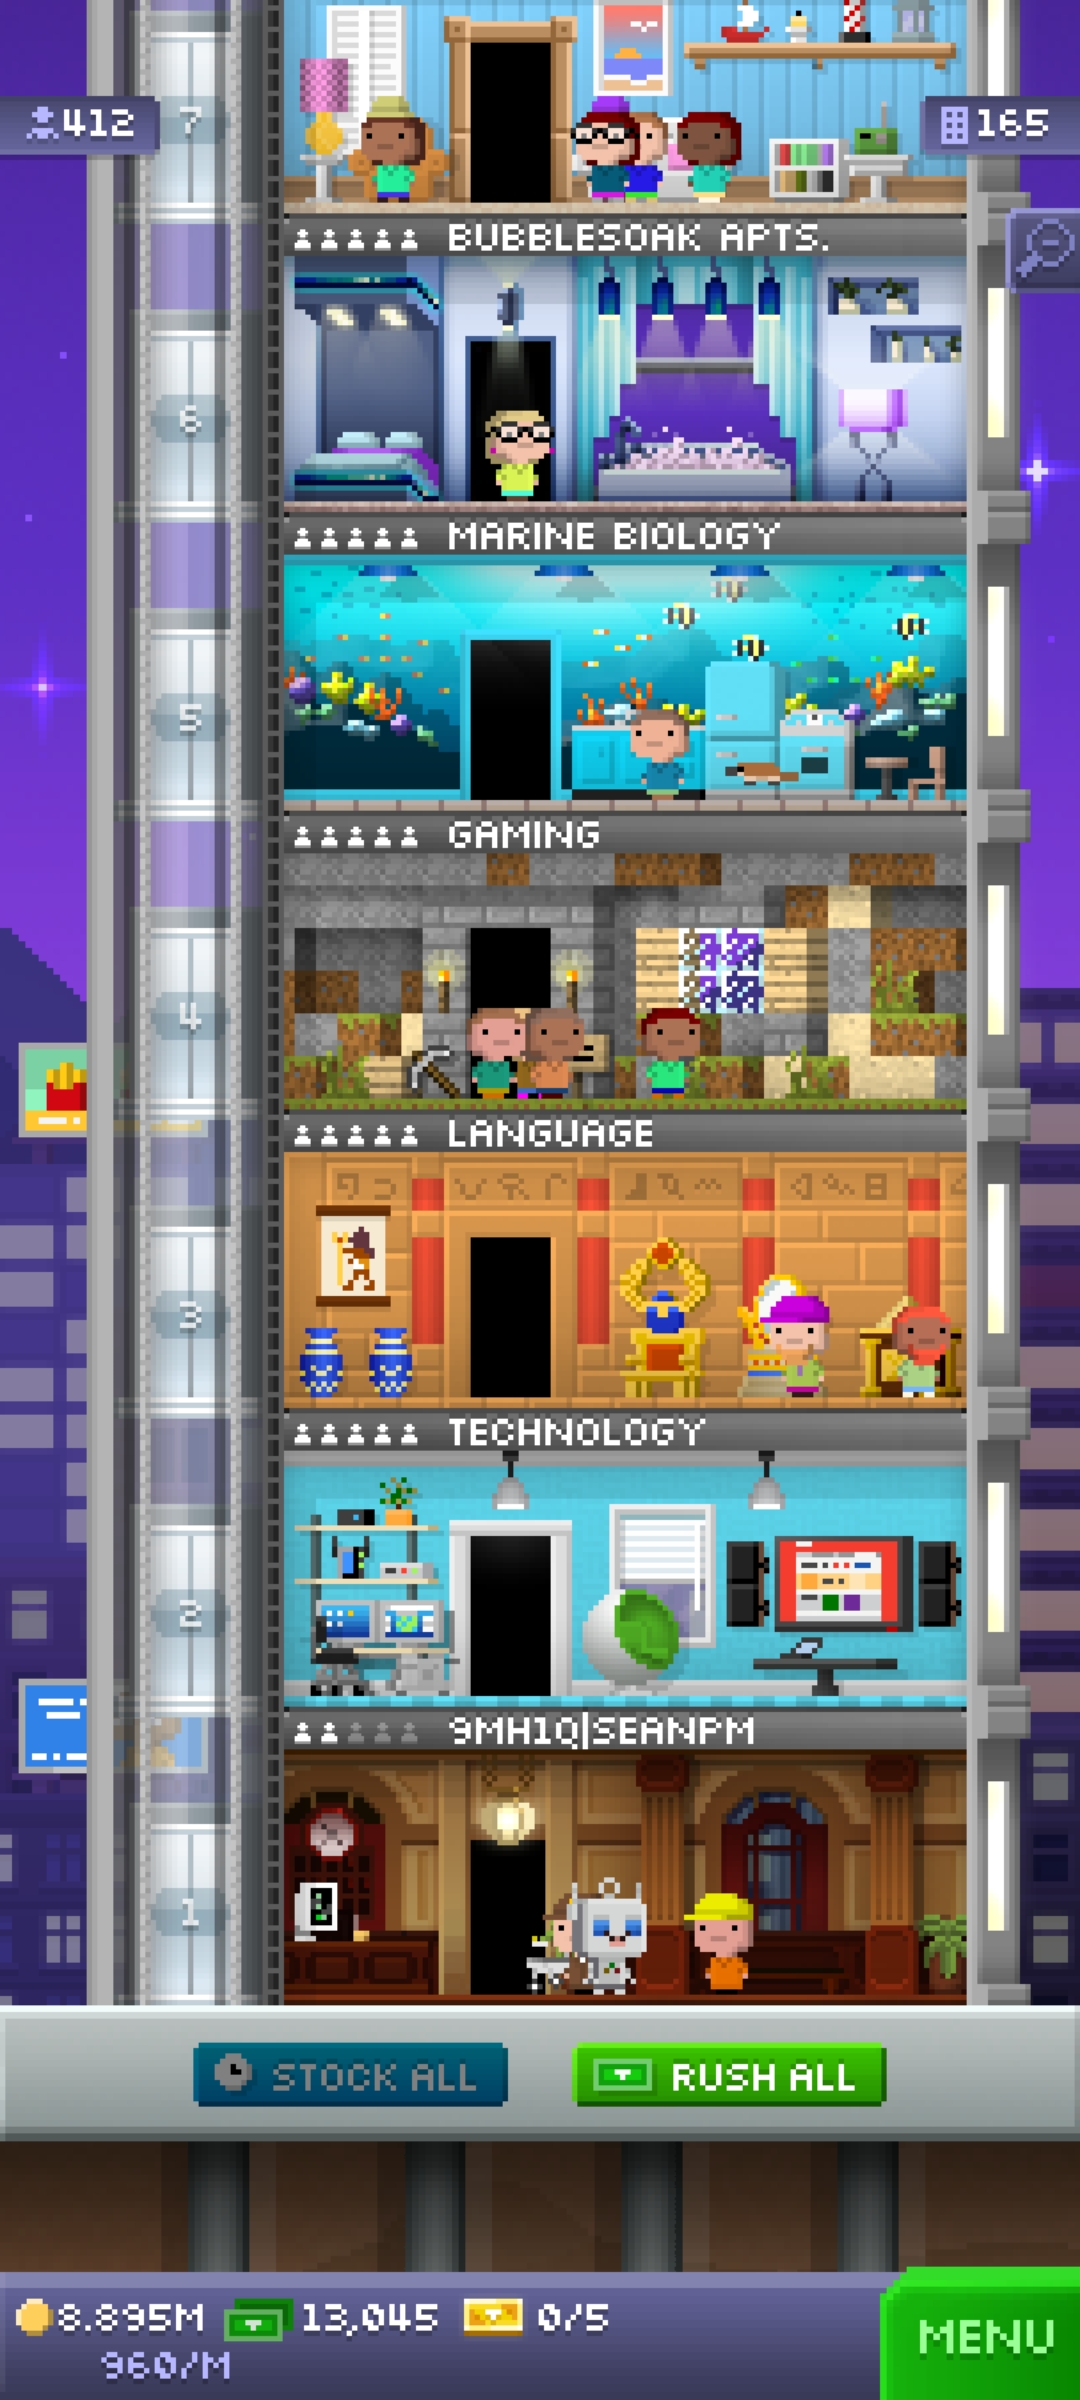 412
7
165
BUBBLESOAK APTS.
6
MARINE BIOLOGY
5
GAMING
4
LANGUAGE
3
TECHNOLOGY
2
9MH1Q|SEANPM
1
STOCK ALL
RUSH ALL
8.895M
13,045
0/5
960/M
MENU